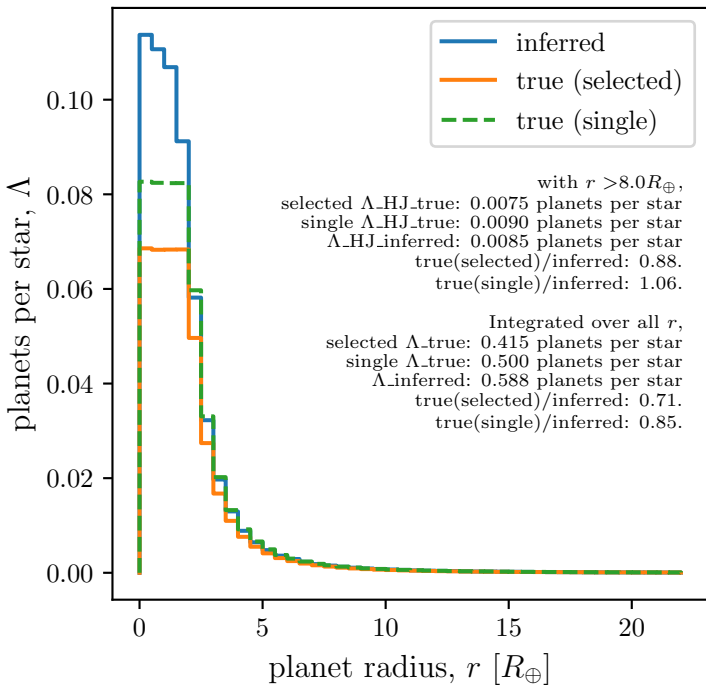 inferred
true (selected)
true (single)
with r >8.0R⊕,
selected Λ_HJ_true: 0.0075 planets per star
single Λ_HJ_true: 0.0090 planets per star
Λ_HJ_inferred: 0.0085 planets per star
true(selected)/inferred: 0.88.
true(single)/inferred: 1.06.
Integrated over all r,
selected Λ_true: 0.415 planets per star
single Λ_true: 0.500 planets per star
Λ_inferred: 0.588 planets per star
true(selected)/inferred: 0.71.
true(single)/inferred: 0.85.
planets per star, Λ
0.10
0.08
0.06
0.04
0.02
0.00
0 5 10 15 20
planet radius, r [R⊕]